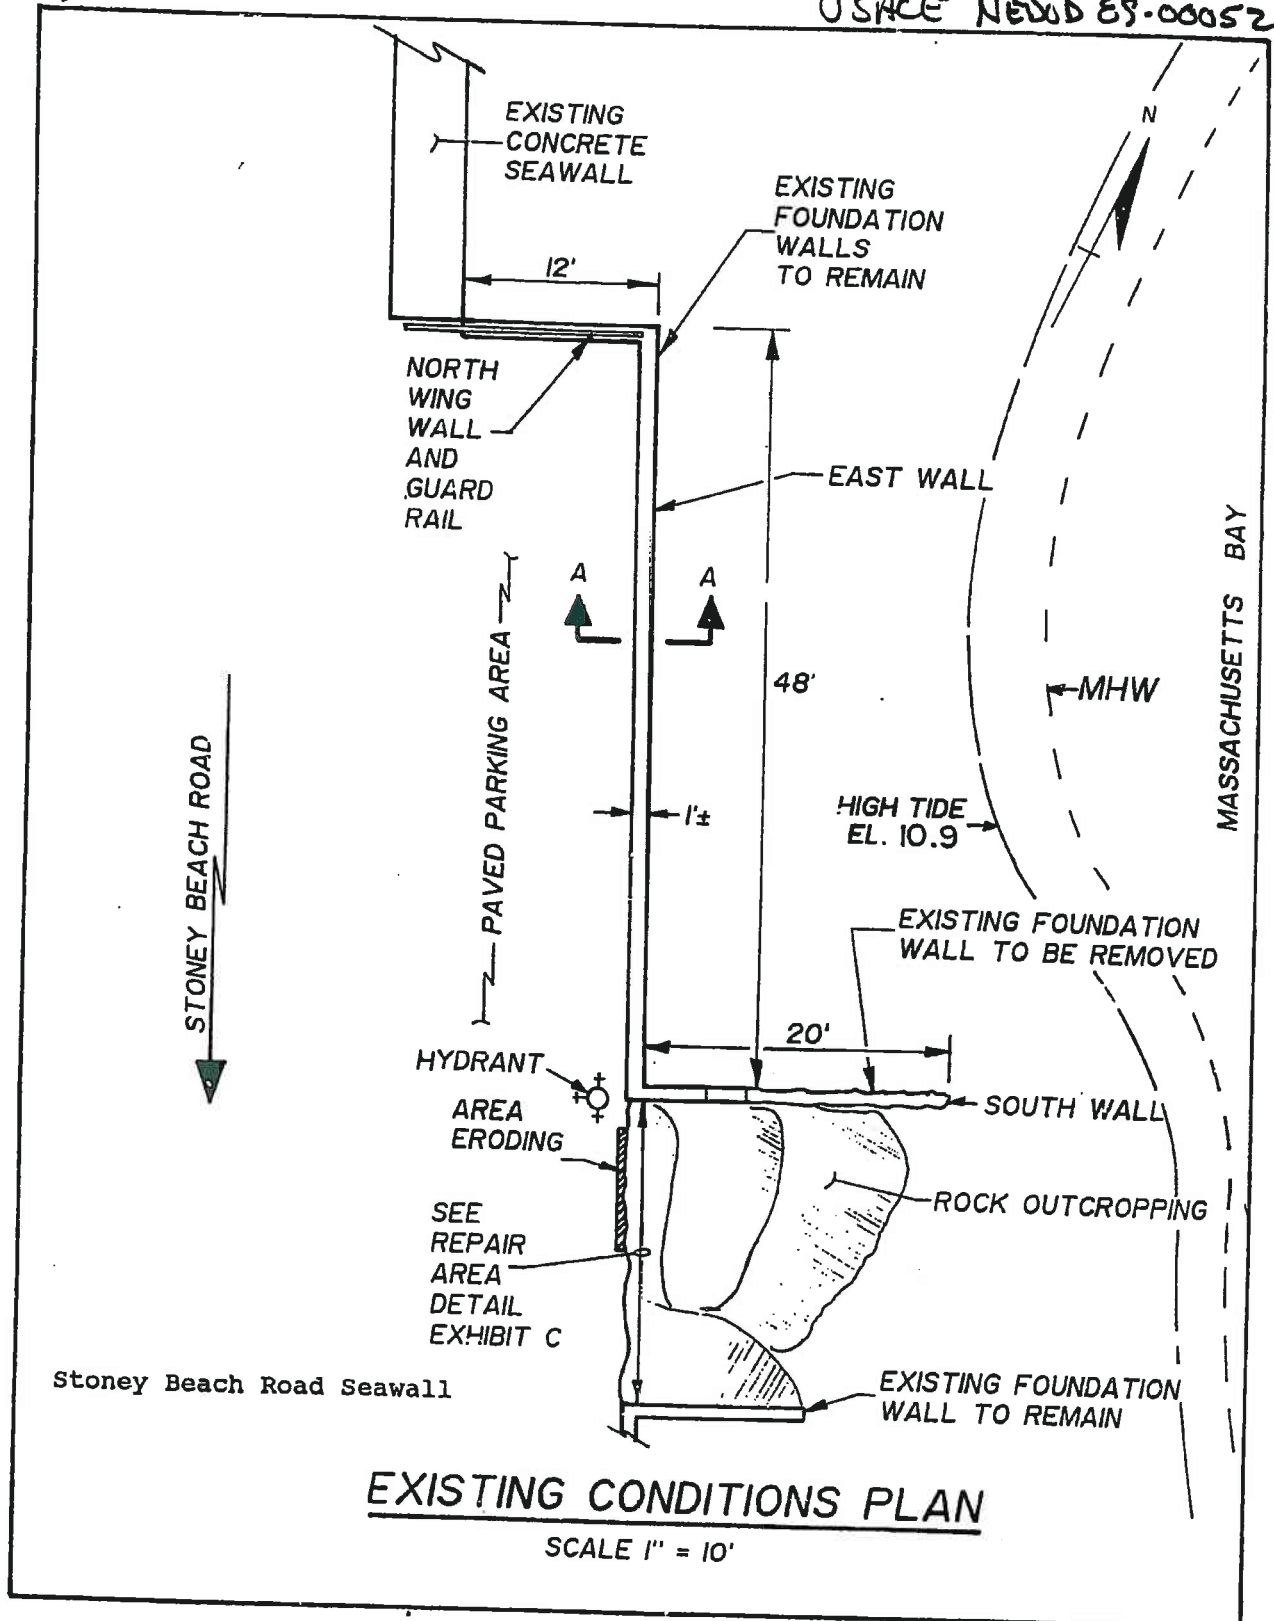 USACE NEDOD 89-00052
EXISTING
CONCRETE
SEAWALL
N
EXISTING
FOUNDATION
WALLS
TO REMAIN
12'
NORTH
WING
WALL
AND
GUARD
RAIL
EAST WALL
A
A
PAVED PARKING AREA
48'
MHW
MASSACHUSETTS BAY
STONEY BEACH ROAD
1'±
HIGH TIDE
EL. 10.9
EXISTING FOUNDATION
WALL TO BE REMOVED
20'
HYDRANT
SOUTH WALL
AREA
ERODING
ROCK OUTCROPPING
SEE
REPAIR
AREA
DETAIL
EXHIBIT C
Stoney Beach Road Seawall
EXISTING FOUNDATION
WALL TO REMAIN
EXISTING CONDITIONS PLAN
SCALE 1" = 10'